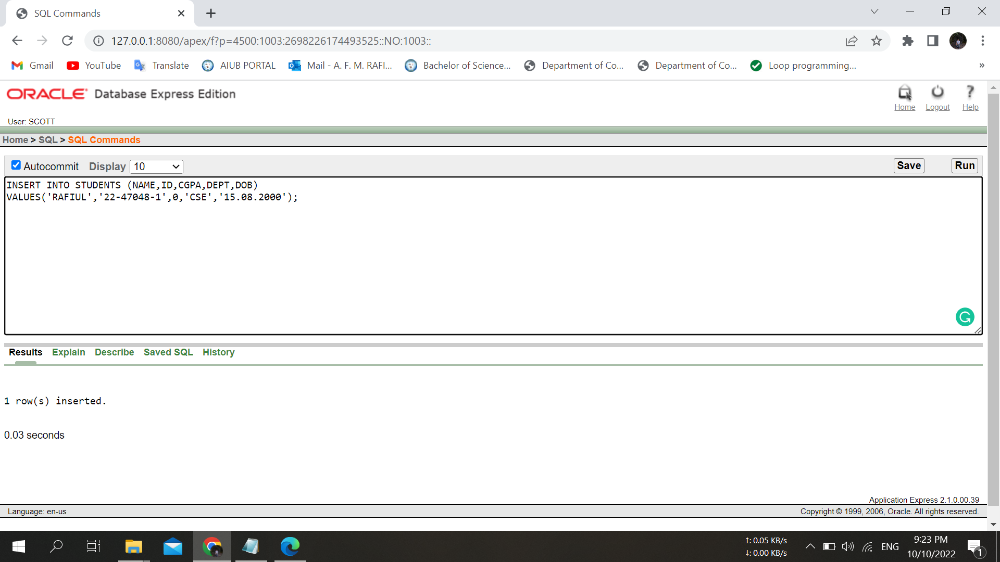 SQL Commands
127.0.0.1:8080/apex/f?p=4500:1003:2698226174493525::NO:1003::
Gmail YouTube Translate AIUB PORTAL Mail - A. F. M. RAFI... Bachelor of Science... Department of Co... Department of Co... Loop programming... »
ORACLE Database Express Edition
Home Logout Help
User: SCOTT
Home > SQL > SQL Commands
Autocommit Display 10 Save Run
INSERT INTO STUDENTS (NAME,ID,CGPA,DEPT,DOB)
VALUES('RAFIUL','22-47048-1',0,'CSE','15.08.2000');
Results Explain Describe Saved SQL History
1 row(s) inserted.
0.03 seconds
Application Express 2.1.0.00.39
Language: en-us Copyright © 1999, 2006, Oracle. All rights reserved.
↑: 0.05 KB/s
↓: 0.00 KB/s
ENG
9:23 PM
10/10/2022
1